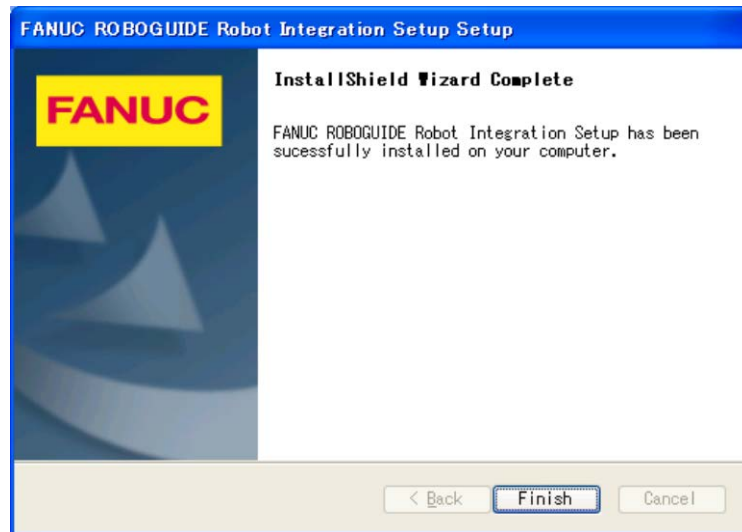 FANUC ROBOGUIDE Robot Integration Setup Setup
FANUC
InstallShield Wizard Complete
FANUC ROBOGUIDE Robot Integration Setup has been
sucessfully installed on your computer.
< Back Finish Cancel